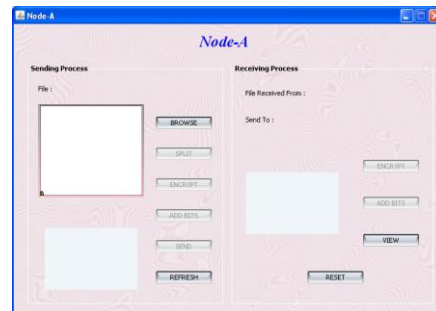 Node-A
Node-A
Sending Process
File :
BROWSE
SPLIT
ENCRYPT
ADD BITS
SEND
REFRESH
Receiving Process
File Received From :
Send To :
ENCRYPT
ADD BITS
VIEW
RESET